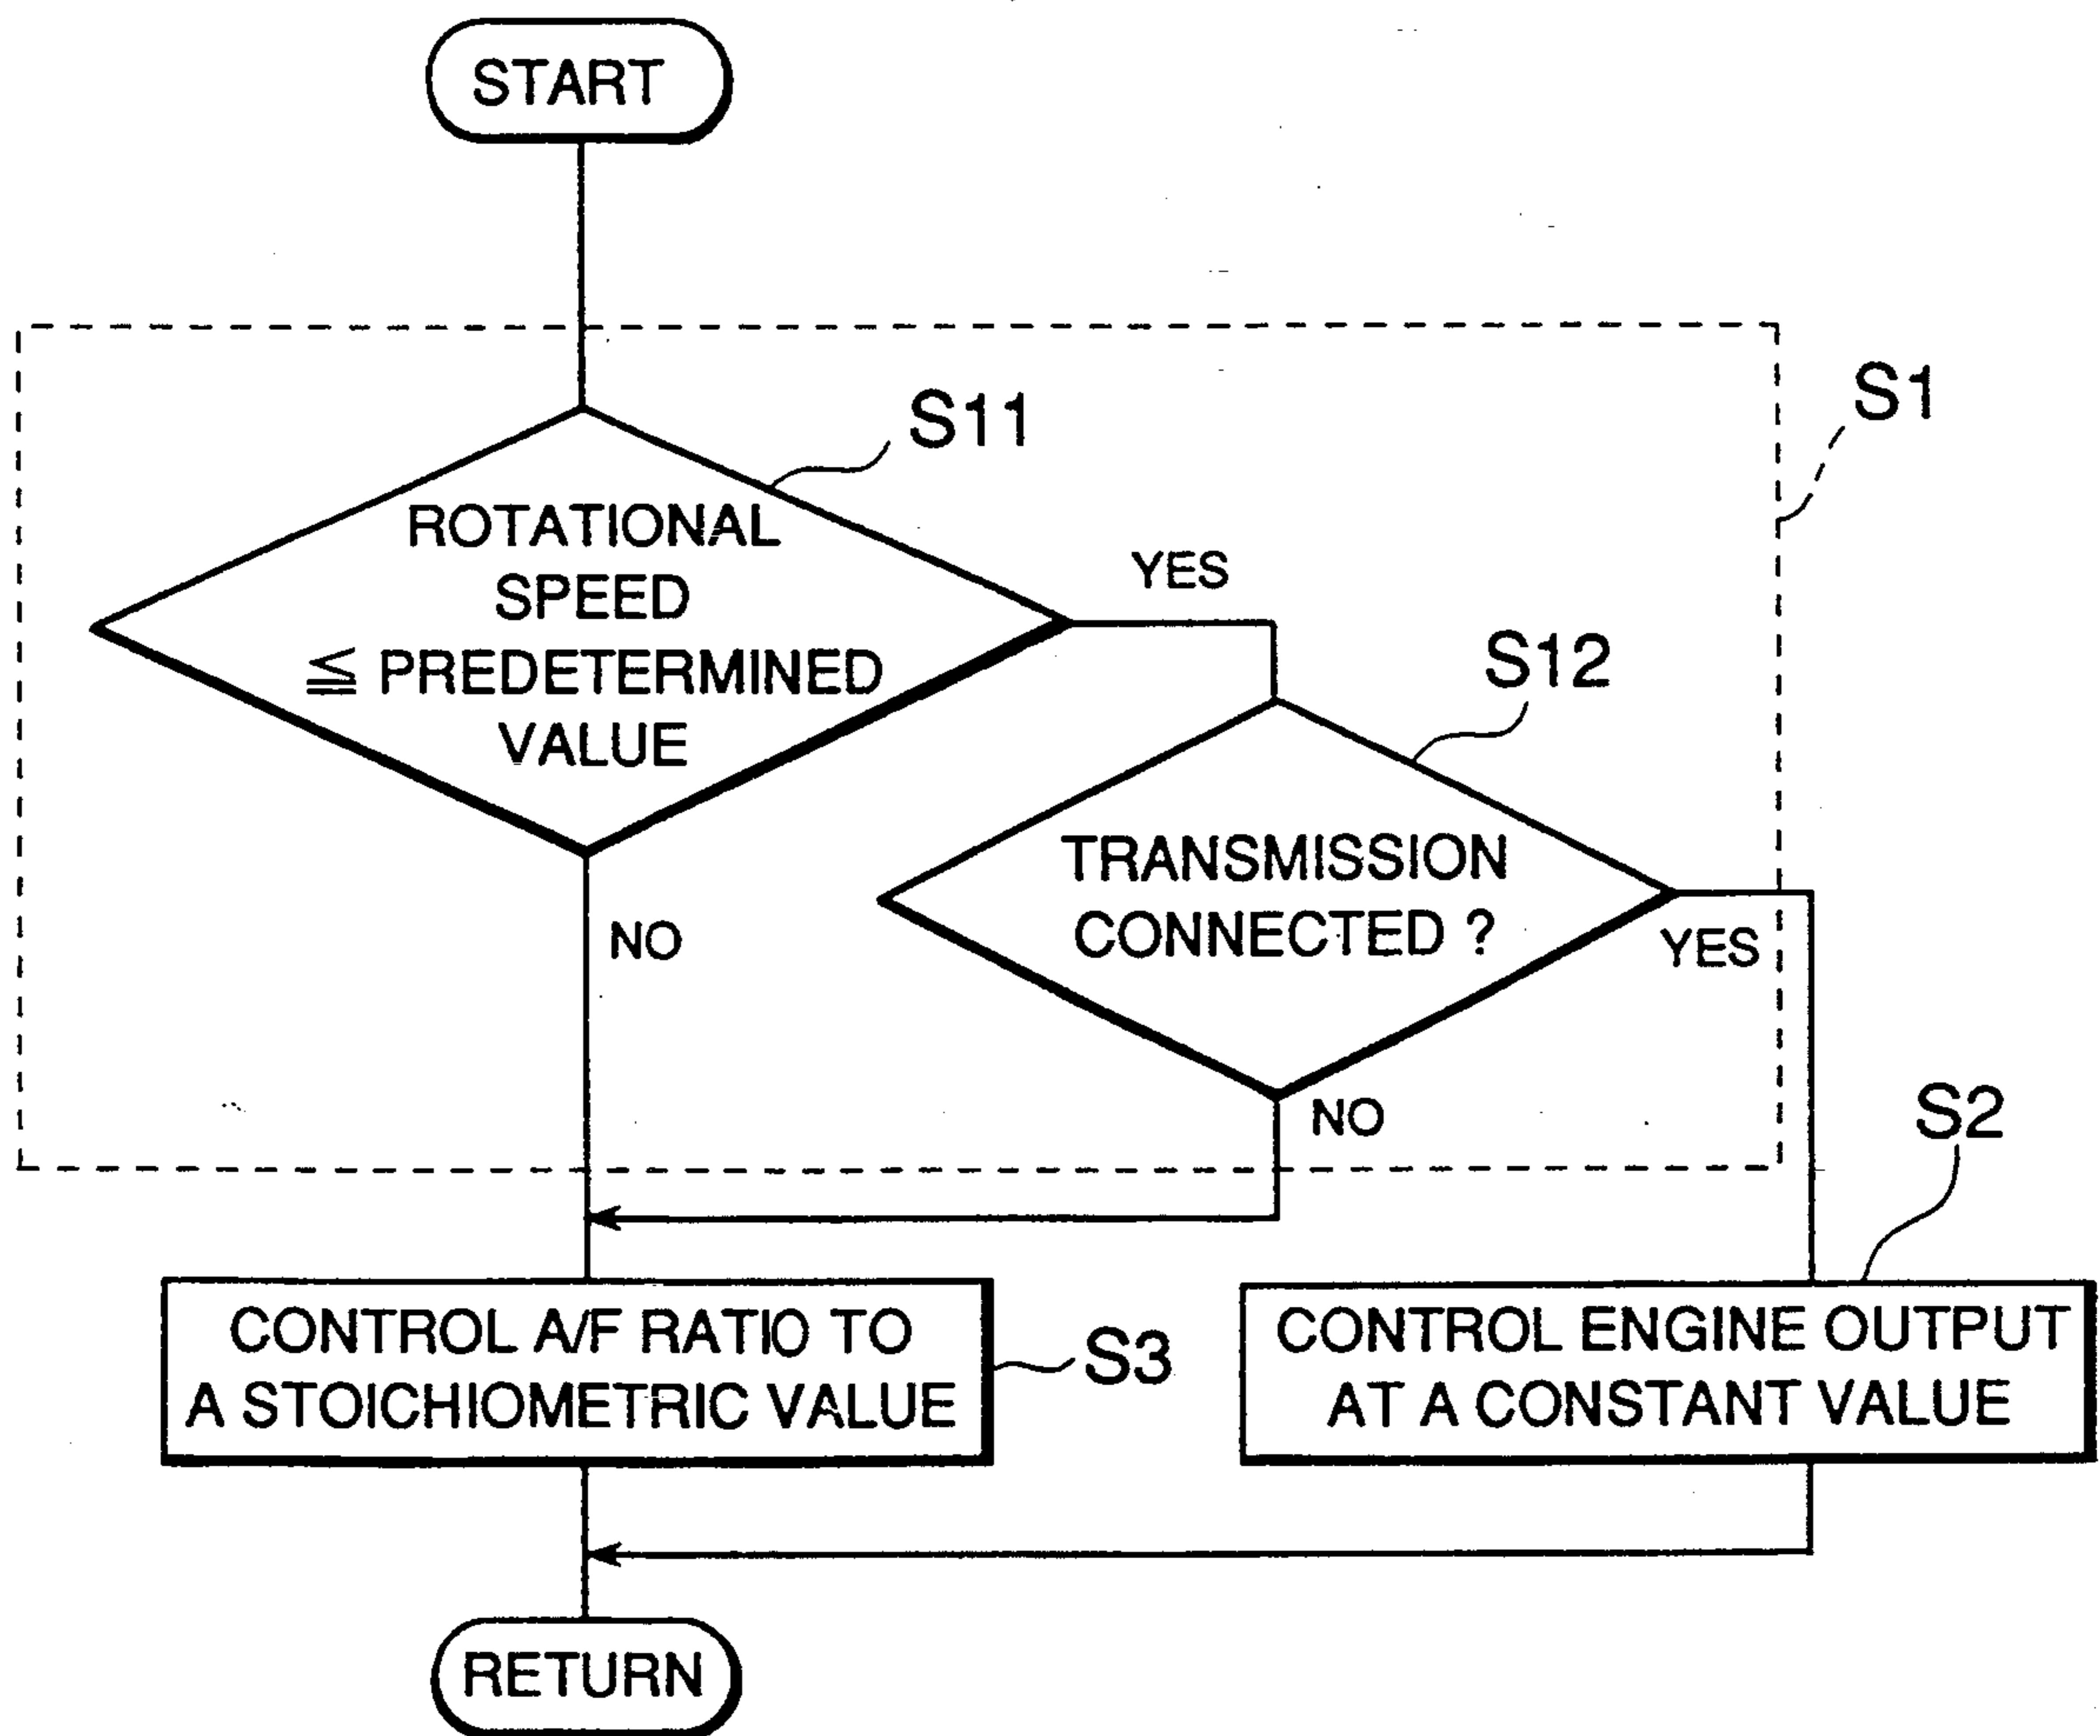 START
S1
S11
ROTATIONAL
SPEED
≦ PREDETERMINED
VALUE
YES
NO
S12
TRANSMISSION
CONNECTED ?
YES
NO
S2
CONTROL A/F RATIO TO
A STOICHIOMETRIC VALUE
S3
CONTROL ENGINE OUTPUT
AT A CONSTANT VALUE
RETURN